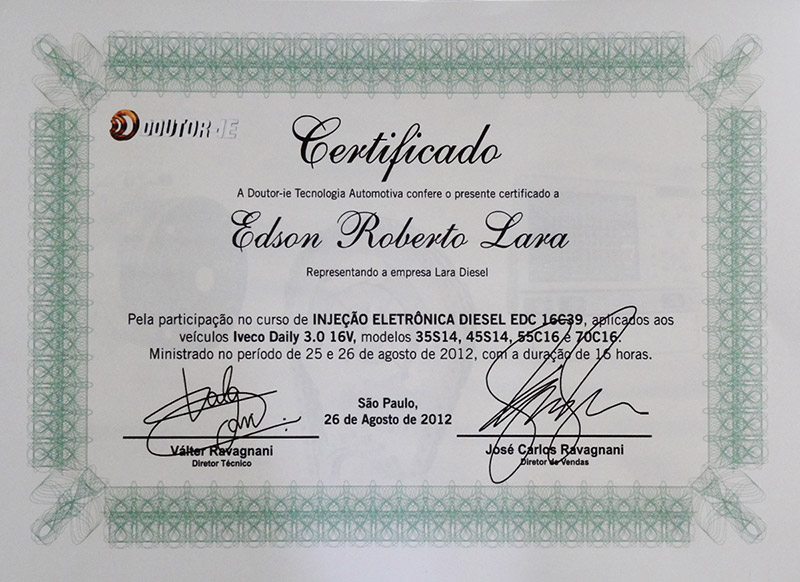 DOUTOR-IE
Certificado
A Doutor-ie Tecnologia Automotiva confere o presente certificado a
Edson Roberto Lara
Representando a empresa Lara Diesel
Pela participação no curso de INJEÇÃO ELETRÔNICA DIESEL EDC 16C39, aplicados aos
veículos Iveco Daily 3.0 16V, modelos 35S14, 45S14, 55C16 e 70C16.
Ministrado no período de 25 e 26 de agosto de 2012, com a duração de 16 horas.
São Paulo,
26 de Agosto de 2012
Válter Ravagnani
Diretor Técnico
José Carlos Ravagnani
Diretor de Vendas